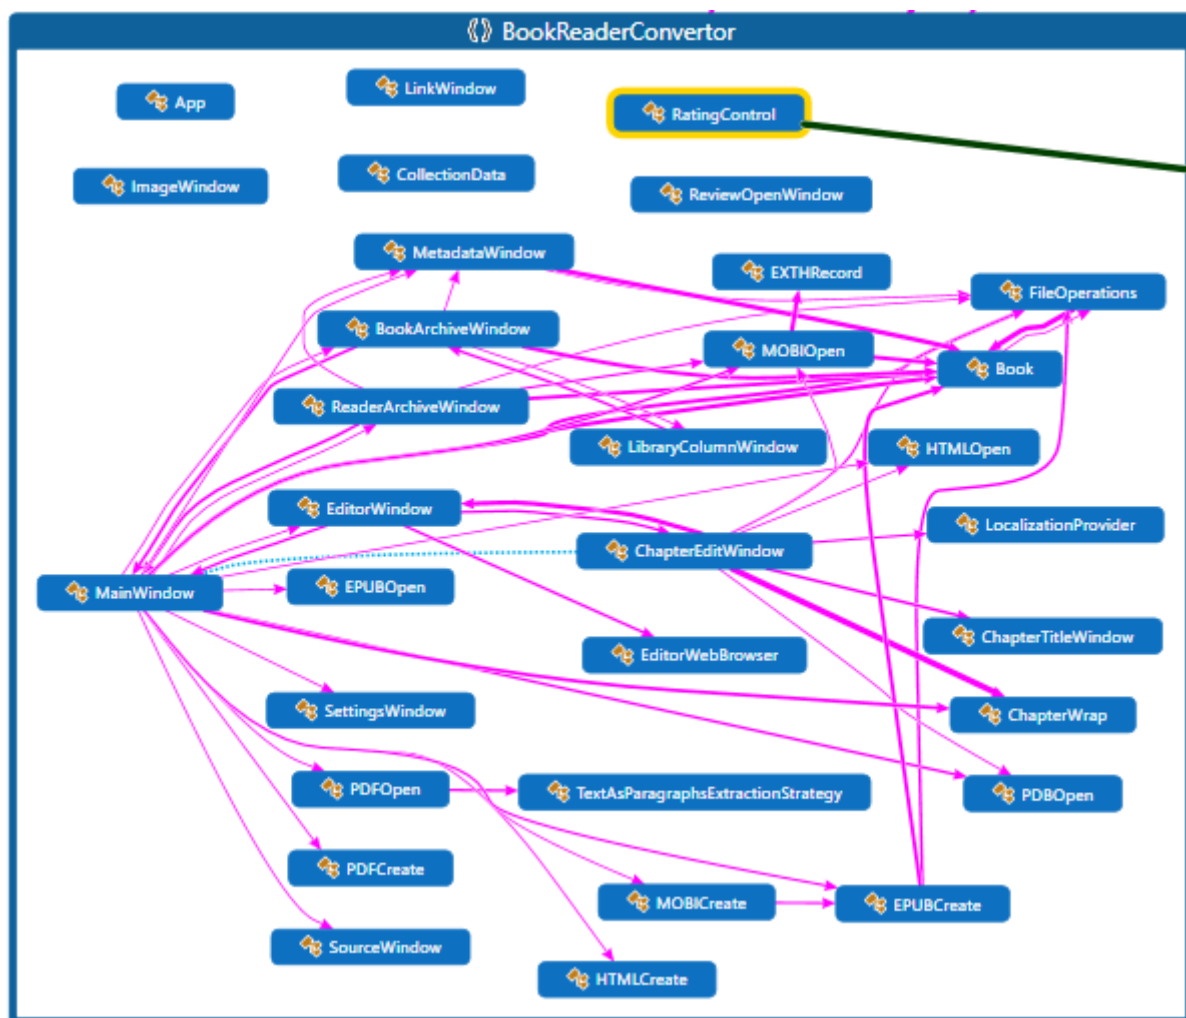 BookReaderConvertor
App
LinkWindow
RatingControl
ImageWindow
CollectionData
ReviewOpenWindow
MetadataWindow
EXTHRecord
FileOperations
BookArchiveWindow
MOBIOpen
Book
ReaderArchiveWindow
LibraryColumnWindow
HTMLOpen
EditorWindow
LocalizationProvider
ChapterEditWindow
MainWindow
EPUBOpen
ChapterTitleWindow
EditorWebBrowser
SettingsWindow
ChapterWrap
PDFOpen
TextAsParagraphsExtractionStrategy
PDBOpen
PDFCreate
MOBICreate
EPUBCreate
SourceWindow
HTMLCreate